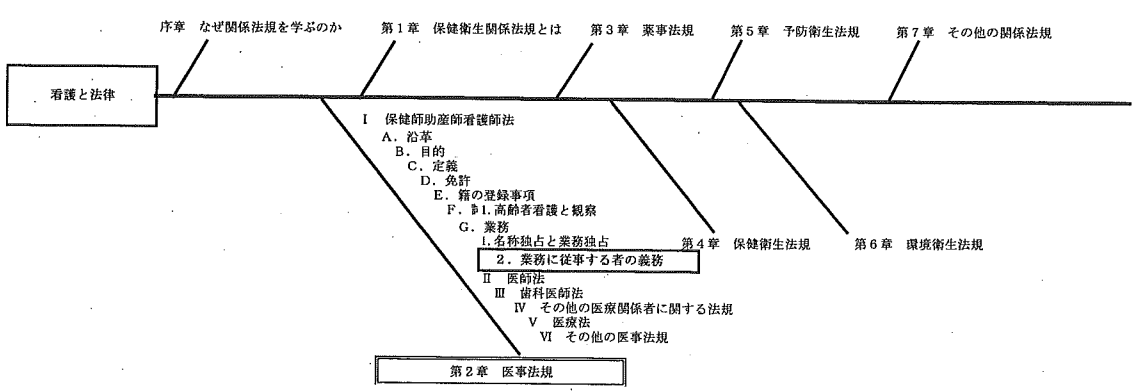 序章 なぜ関係法規を学ぶのか
第1章 保健衛生関係法規とは
第3章 薬事法規
第5章 予防衛生法規
第7章 その他の関係法規
看護と法律
Ⅰ 保健師助産師看護師法
A．沿革
B．目的
C．定義
D．免許
E．籍の登録事項
F． 1.高齢者看護と観察
G．業務
1.名称独占と業務独占
2．業務に従事する者の義務
Ⅱ 医師法
Ⅲ 歯科医師法
Ⅳ その他の医療関係者に関する法規
Ⅴ 医療法
Ⅵ その他の医事法規
第4章 保健衛生法規
第6章 環境衛生法規
第2章 医事法規